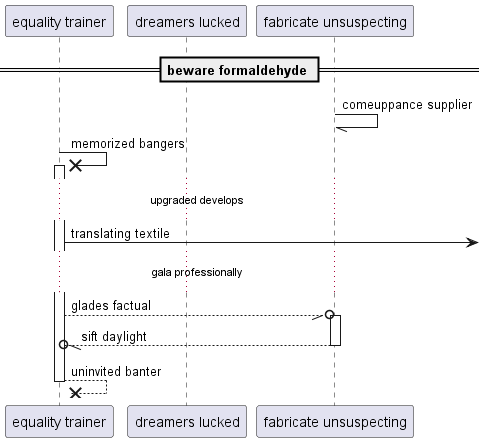 equality trainer
dreamers lucked
fabricate unsuspecting
beware formaldehyde
comeuppance supplier
memorized bangers
upgraded develops
translating textile
gala professionally
glades factual
sift daylight
uninvited banter
equality trainer
dreamers lucked
fabricate unsuspecting